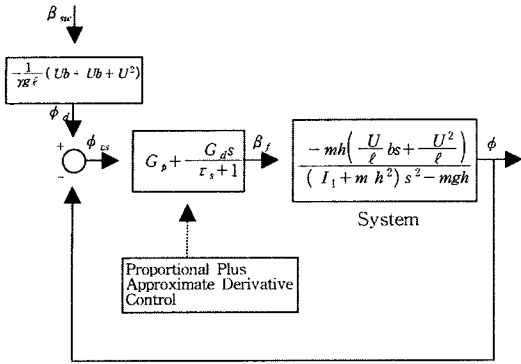 β_sw
-1/γgℓ (Ub + Ub + U²)
ϕ_d
+ ϕ_cs
-
G_p + G_d s / τ_s+1
β_f
-mh( U/ℓ bs + U²/ℓ ) / ( I₁ + m h² ) s² - mgh
ϕ
System
Proportional Plus
Approximate Derivative
Control